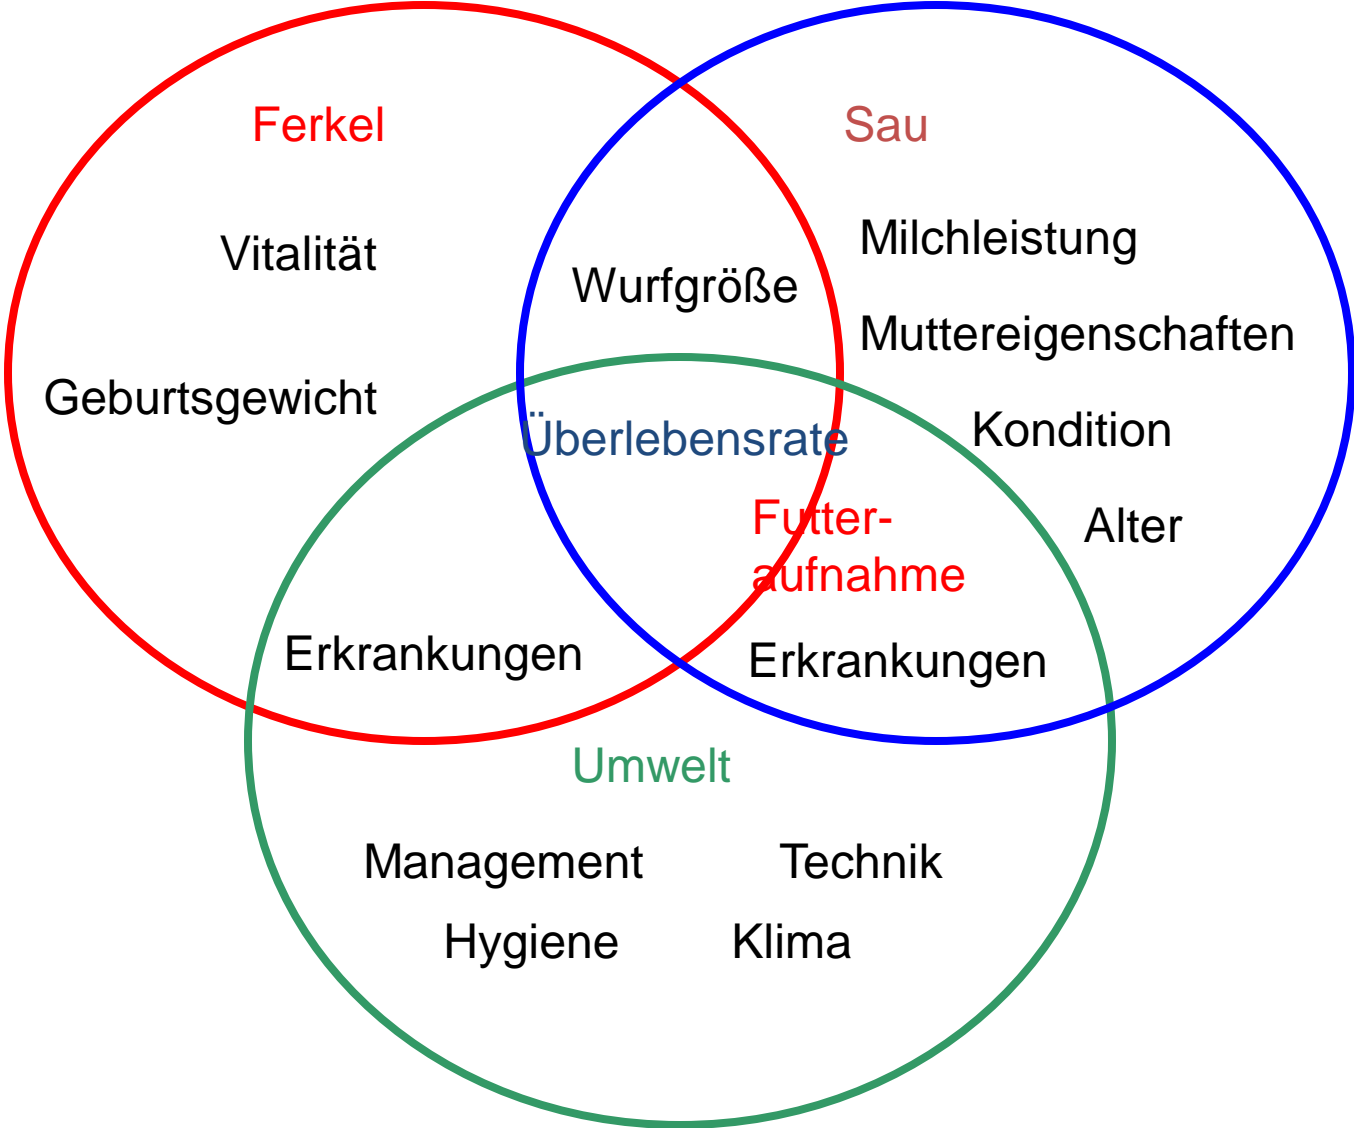 Ferkel
Sau
Vitalität
Milchleistung
Wurfgröße
Muttereigenschaften
Geburtsgewicht
Überlebensrate
Kondition
Futter-
aufnahme
Alter
Erkrankungen
Erkrankungen
Umwelt
Management
Technik
Hygiene
Klima